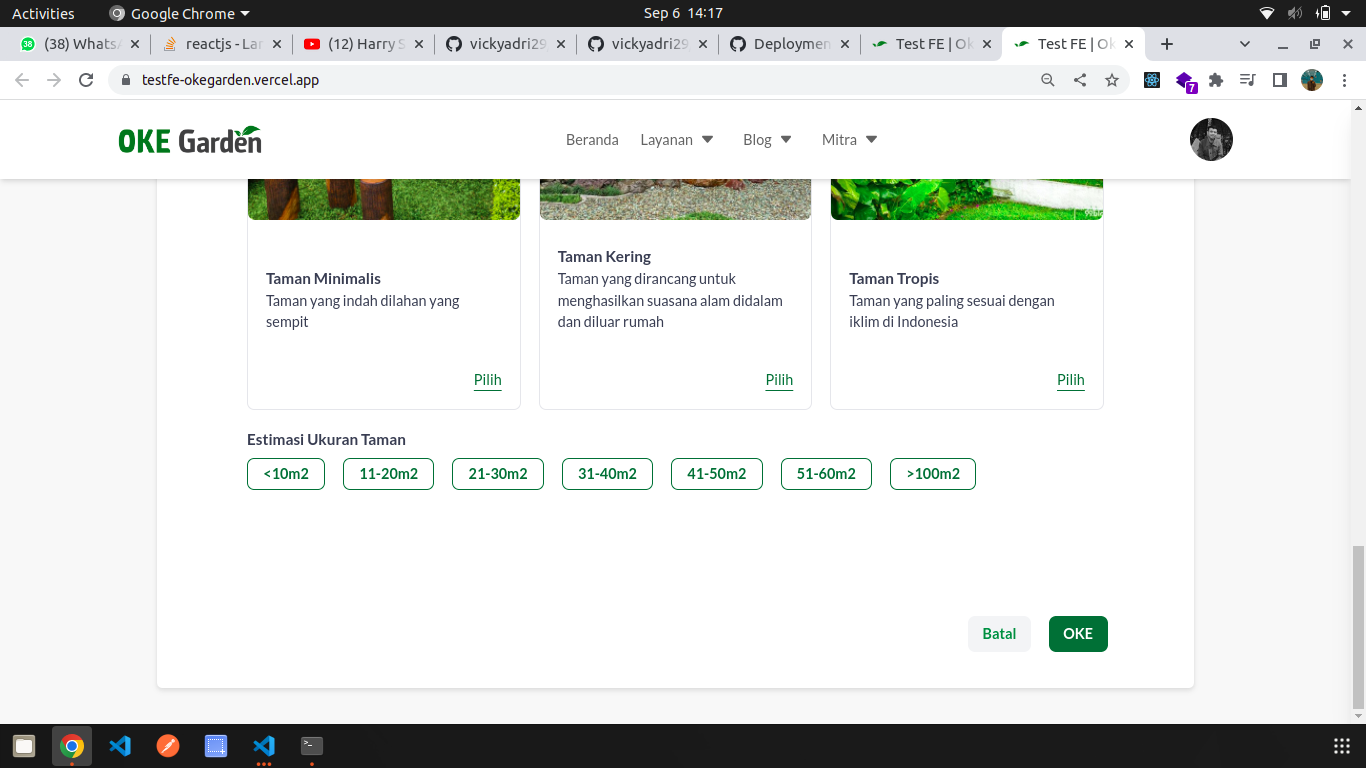 Activities
Google Chrome
Sep 6 14:17
38
(38) WhatsA
reactjs - Lar
(12) Harry S
vickyadri29
vickyadri29
Deploymen
Test FE | Ok
Test FE | Ok
testfe-okegarden.vercel.app
7
OKE Garden
Beranda
Layanan
Blog
Mitra
Taman Minimalis
Taman yang indah dilahan yang
sempit
Pilih
Taman Kering
Taman yang dirancang untuk
menghasilkan suasana alam didalam
dan diluar rumah
Pilih
Taman Tropis
Taman yang paling sesuai dengan
iklim di Indonesia
Pilih
Estimasi Ukuran Taman
<10m2
11-20m2
21-30m2
31-40m2
41-50m2
51-60m2
>100m2
Batal
OKE